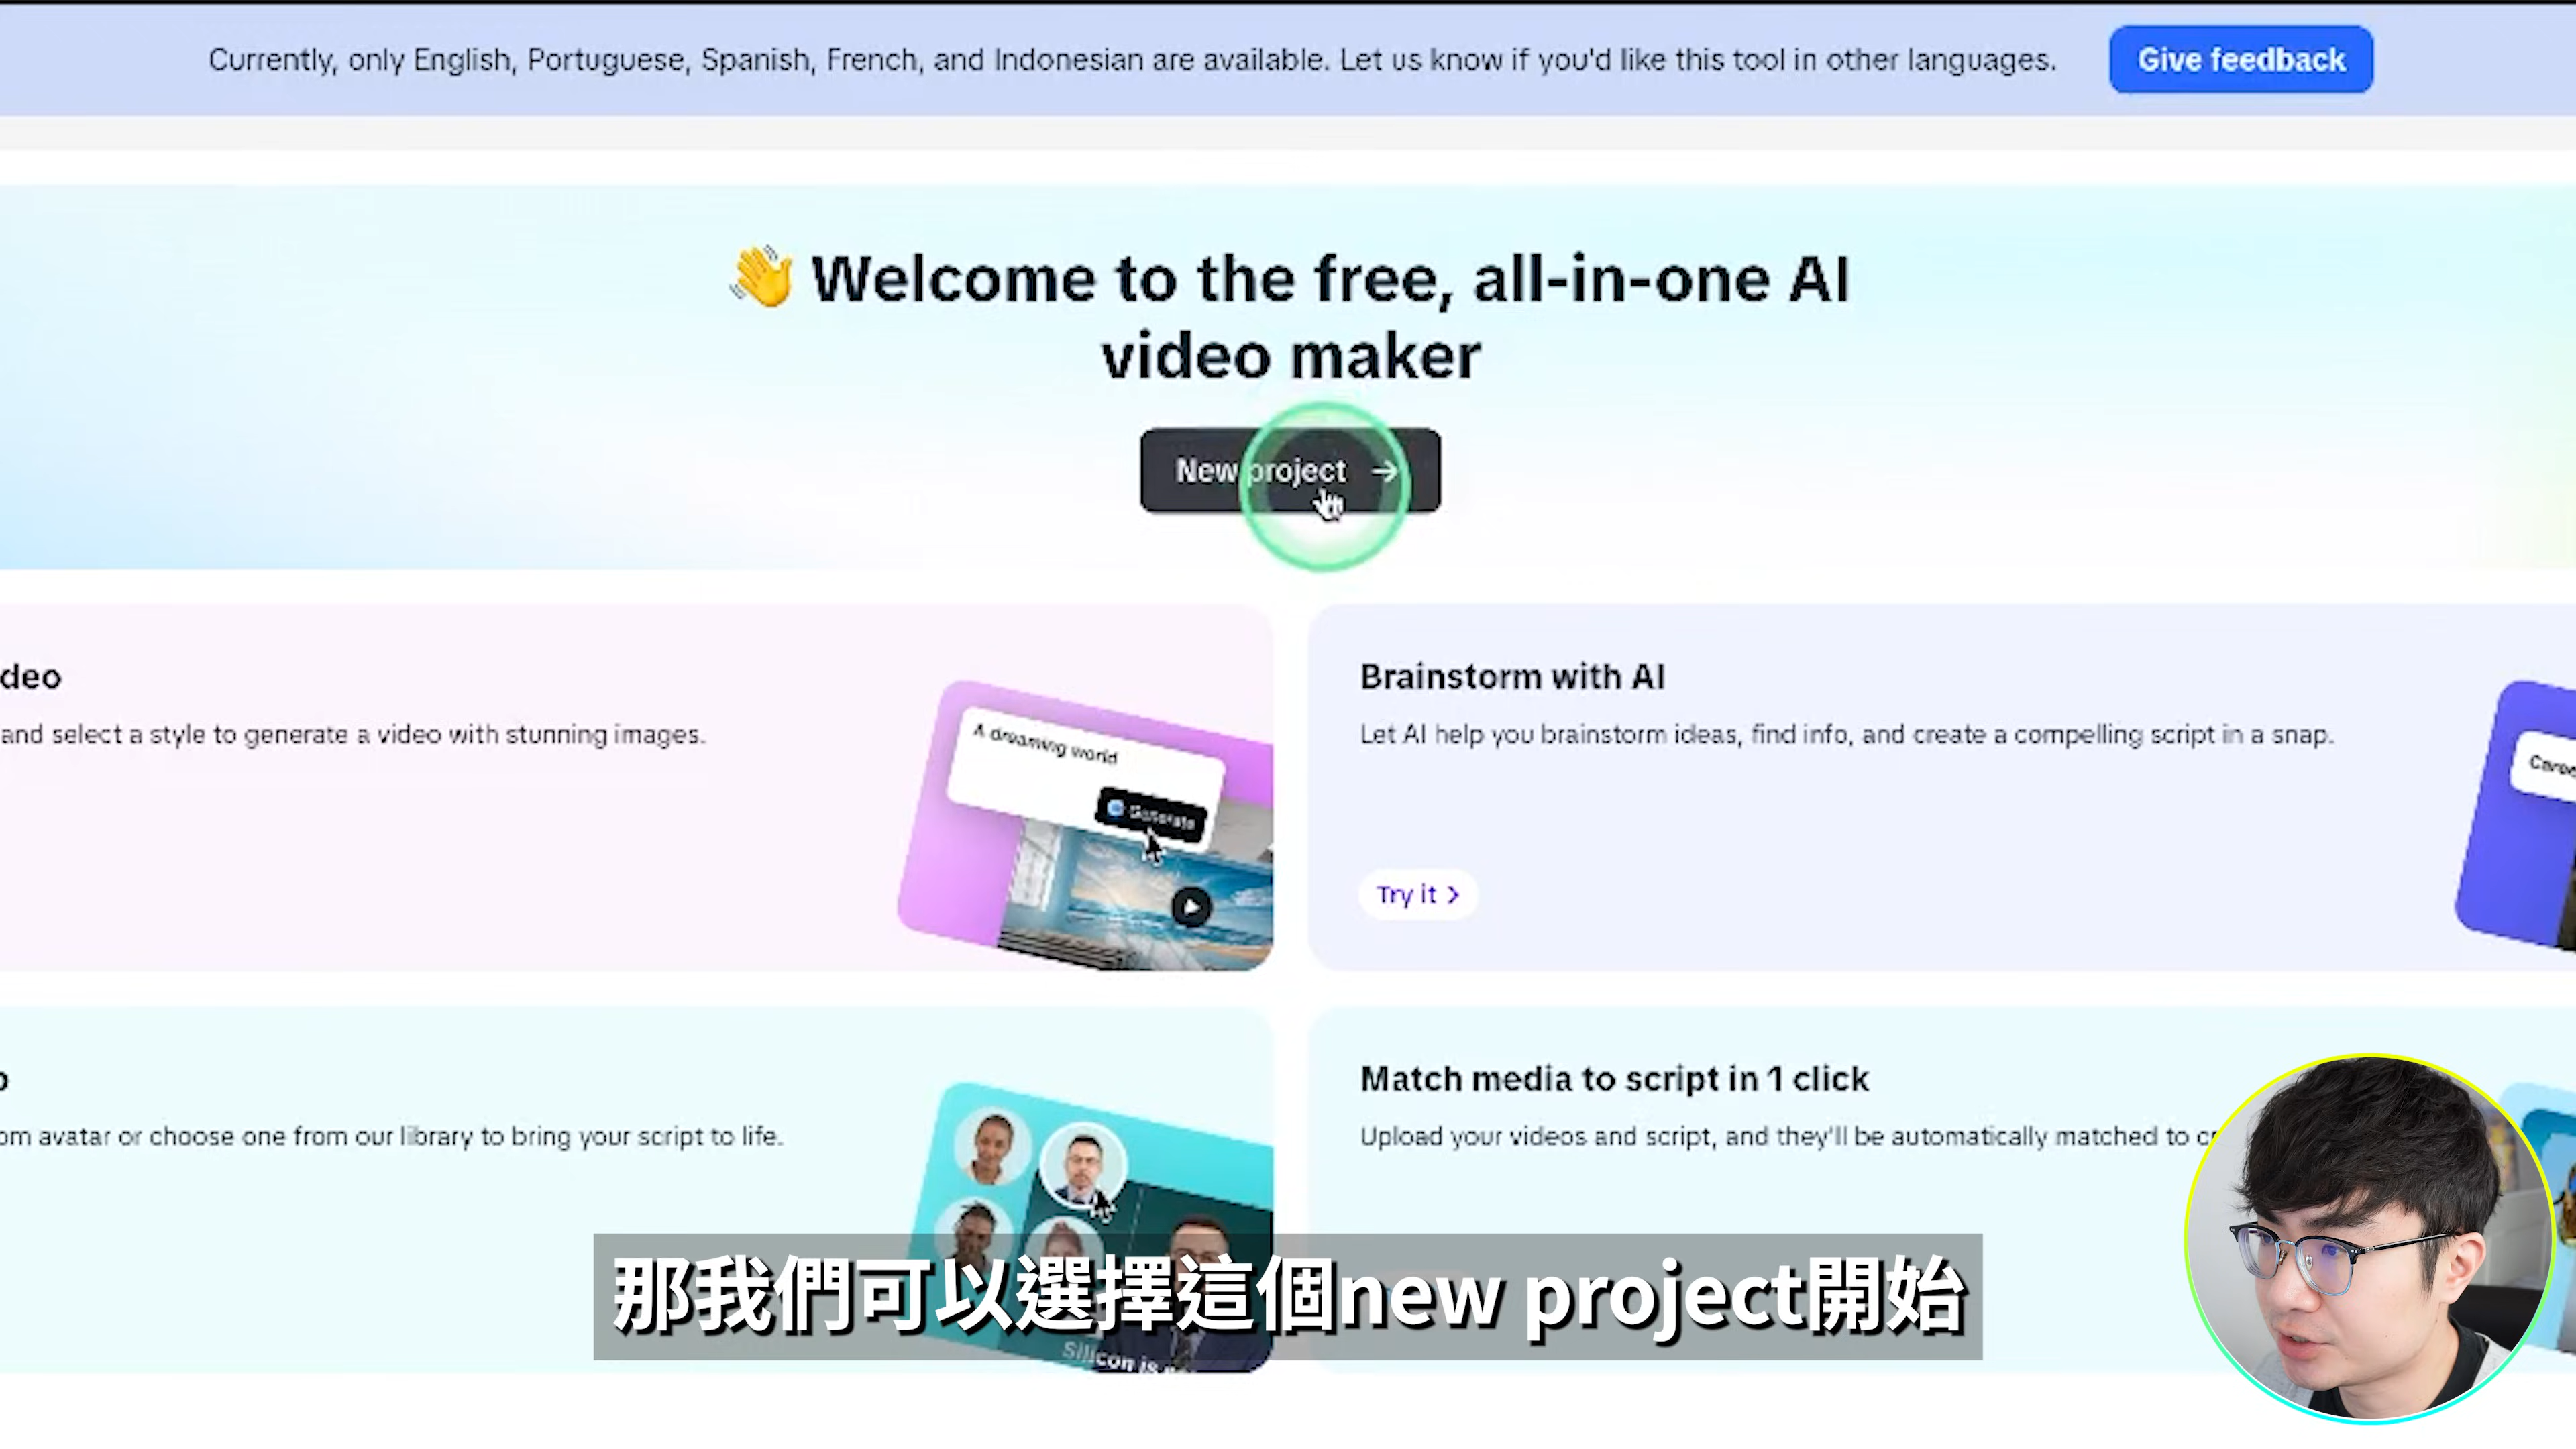 Currently, only English, Portuguese, Spanish, French, and Indonesian are available. Let us know if you'd like this tool in other languages.
Give feedback
👋 Welcome to the free, all-in-one AI
video maker
New project →
deo
and select a style to generate a video with stunning images.
A dreaming world
Generate
Brainstorm with AI
Let AI help you brainstorm ideas, find info, and create a compelling script in a snap.
Try it >
om avatar or choose one from our library to bring your script to life.
Match media to script in 1 click
Upload your videos and script, and they'll be automatically matched to
Silicon is
那我們可以選擇這個new project開始